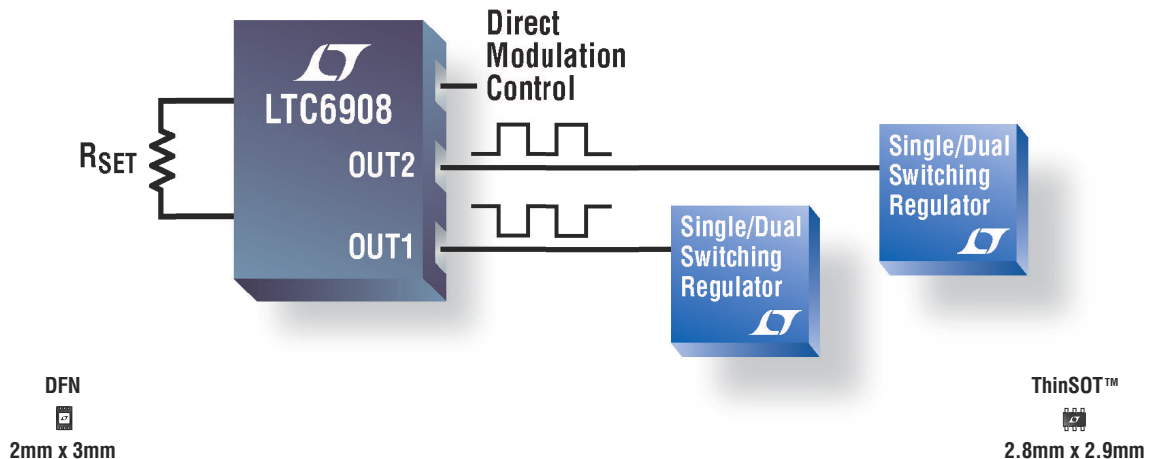 Direct
Modulation
Control
LTC6908
RSET
OUT2
OUT1
Single/Dual
Switching
Regulator
Single/Dual
Switching
Regulator
DFN
2mm x 3mm
ThinSOT™
2.8mm x 2.9mm